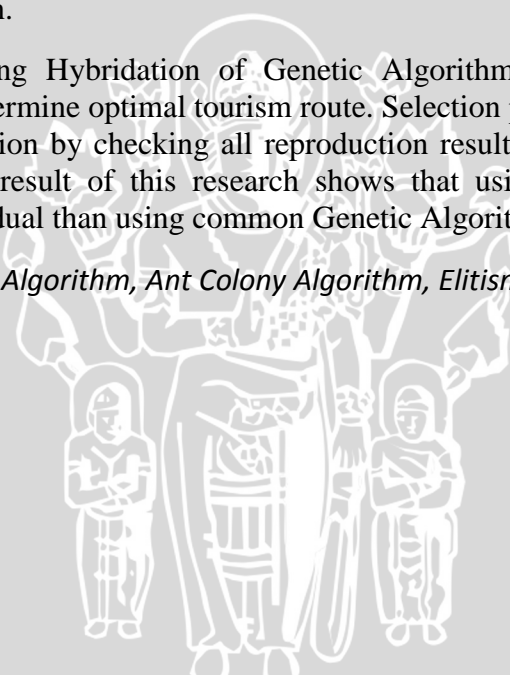 n.
ng Hybridation of Genetic Algorithm
ermine optimal tourism route. Selection p
ion by checking all reproduction result
result of this research shows that usi
dual than using common Genetic Algorit
Algorithm, Ant Colony Algorithm, Elitisn